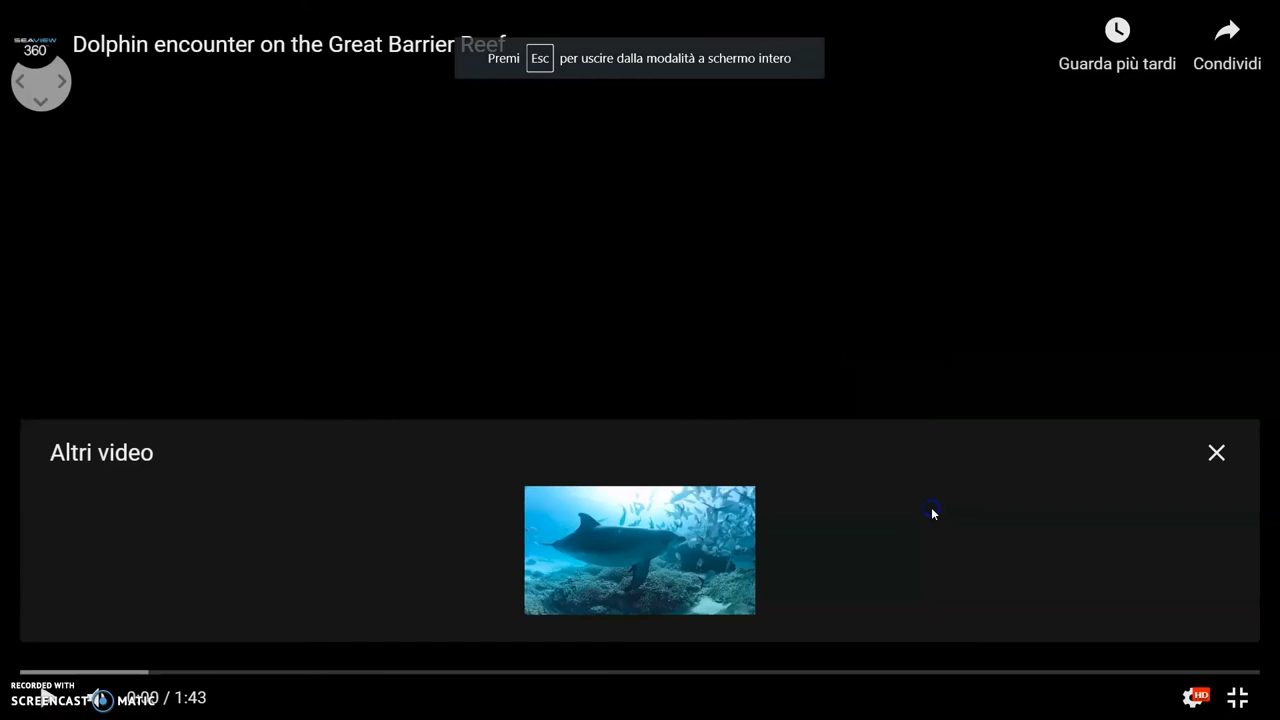 SEAVIEW
360
Dolphin encounter on the Great Barrier Reef
Premi Esc per uscire dalla modalità a schermo intero
Guarda più tardi
Condividi
Altri video
RECORDED WITH
SCREENCAST MATIC
0:00 / 1:43
HD